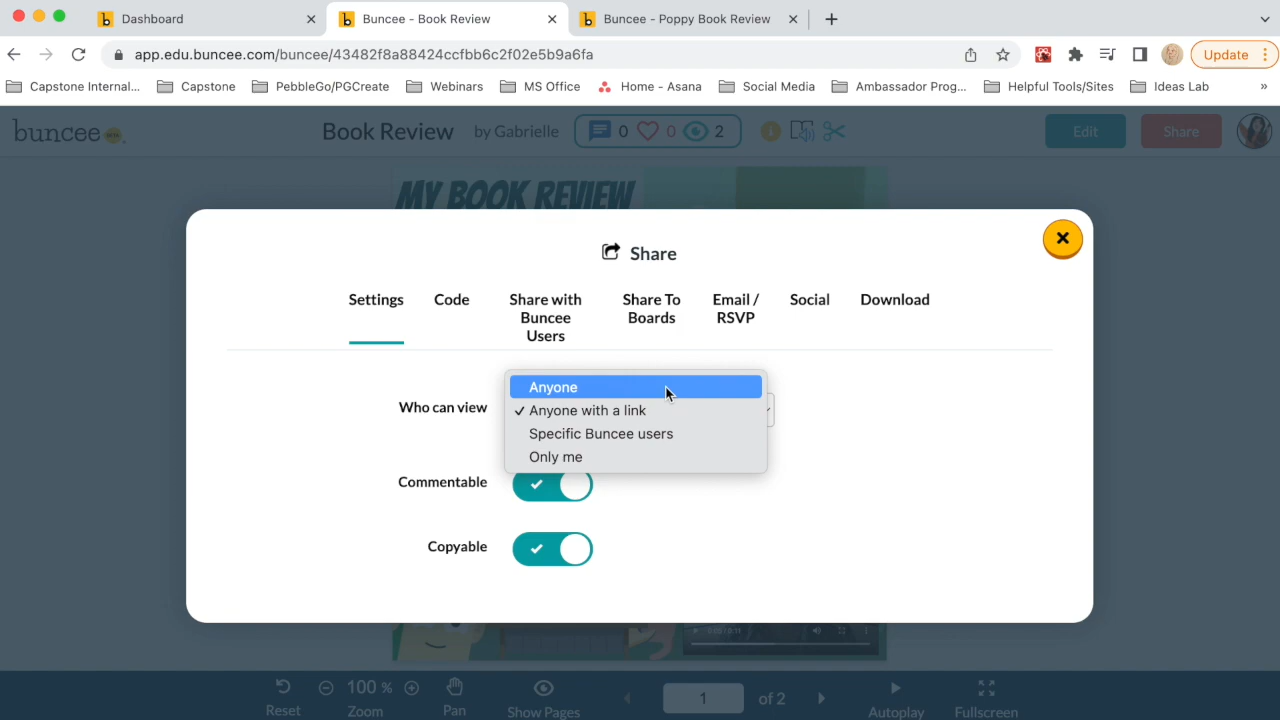 Dashboard
Buncee - Book Review
Buncee - Poppy Book Review
app.edu.buncee.com/buncee/43482f8a88424ccfbb6c2f02e5b9a6fa
Update
Capstone Internal...
Capstone
PebbleGo/PGCreate
Webinars
MS Office
Home - Asana
Social Media
Ambassador Prog...
Helpful Tools/Sites
Ideas Lab
»
buncee
Book Review by Gabrielle
0 0 2
Edit
Share
MY BOOK REVIEW
Share
Settings
Code
Share with
Buncee
Users
Share To
Boards
Email /
RSVP
Social
Download
Who can view
Anyone
✓ Anyone with a link
Specific Buncee users
Only me
Commentable
Copyable
Reset
100 %
Zoom
Pan
Show Pages
1 of 2
Autoplay
Fullscreen